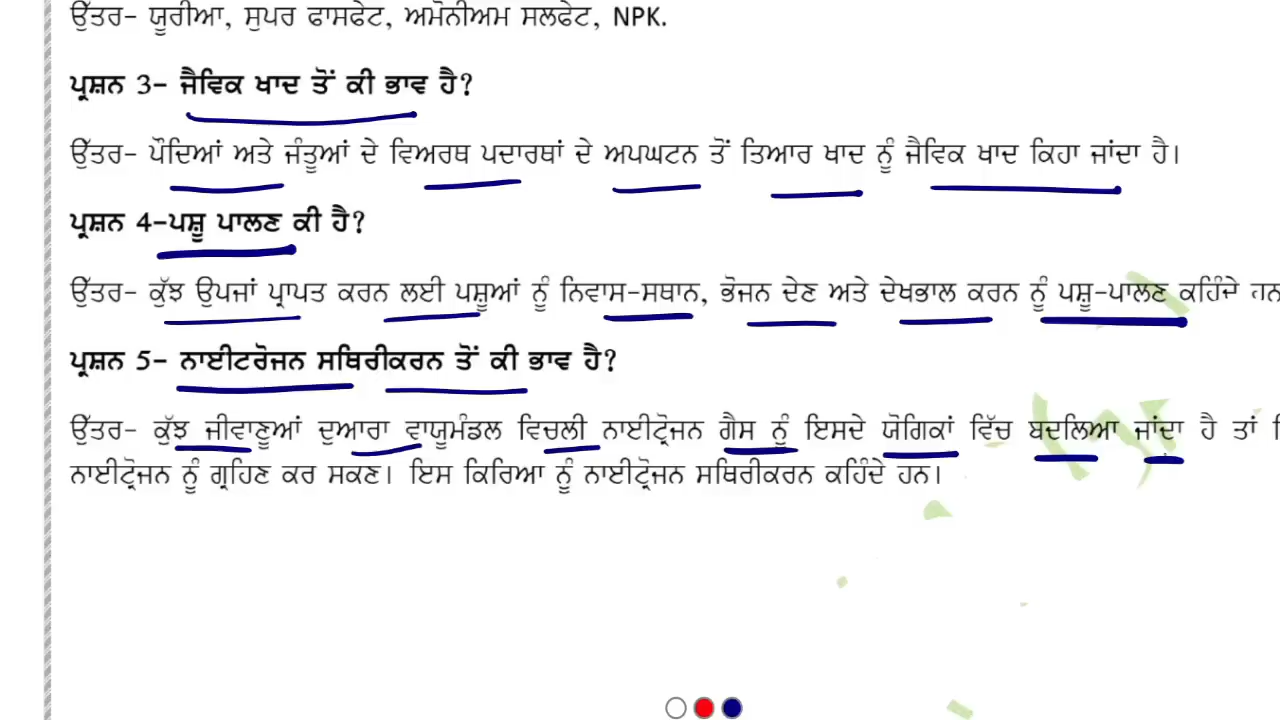 ਉੱਤਰ- ਯੂਰੀਆ, ਸੁਪਰ ਫਾਸਫੇਟ, ਅਮੋਨੀਅਮ ਸਲਫੇਟ, NPK.
ਪ੍ਰਸ਼ਨ 3- ਜੈਵਿਕ ਖਾਦ ਤੋਂ ਕੀ ਭਾਵ ਹੈ?
ਉੱਤਰ- ਪੌਦਿਆਂ ਅਤੇ ਜੰਤੂਆਂ ਦੇ ਵਿਅਰਥ ਪਦਾਰਥਾਂ ਦੇ ਅਪਘਟਨ ਤੋਂ ਤਿਆਰ ਖਾਦ ਨੂੰ ਜੈਵਿਕ ਖਾਦ ਕਿਹਾ ਜਾਂਦਾ ਹੈ।
ਪ੍ਰਸ਼ਨ 4-ਪਸ਼ੂ ਪਾਲਣ ਕੀ ਹੈ?
ਉੱਤਰ- ਕੁੱਝ ਉਪਜਾਂ ਪ੍ਰਾਪਤ ਕਰਨ ਲਈ ਪਸ਼ੂਆਂ ਨੂੰ ਨਿਵਾਸ-ਸਥਾਨ, ਭੋਜਨ ਦੇਣ ਅਤੇ ਦੇਖਭਾਲ ਕਰਨ ਨੂੰ ਪਸ਼ੂ-ਪਾਲਣ ਕਹਿੰਦੇ ਹਨ
ਪ੍ਰਸ਼ਨ 5- ਨਾਈਟਰੋਜਨ ਸਥਿਰੀਕਰਨ ਤੋਂ ਕੀ ਭਾਵ ਹੈ?
ਉੱਤਰ- ਕੁੱਝ ਜੀਵਾਣੂਆਂ ਦੁਆਰਾ ਵਾਯੂਮੰਡਲ ਵਿਚਲੀ ਨਾਈਟ੍ਰੋਜਨ ਗੈਸ ਨੂੰ ਇਸਦੇ ਯੋਗਿਕਾਂ ਵਿੱਚ ਬਦਲਿਆ ਜਾਂਦਾ ਹੈ ਤਾਂ
ਨਾਈਟ੍ਰੋਜਨ ਨੂੰ ਗ੍ਰਹਿਣ ਕਰ ਸਕਣ। ਇਸ ਕਿਰਿਆ ਨੂੰ ਨਾਈਟ੍ਰੋਜਨ ਸਥਿਰੀਕਰਨ ਕਹਿੰਦੇ ਹਨ।